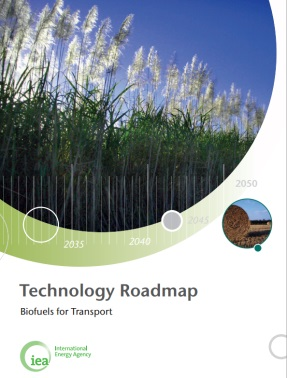 2050
2045
2040
2035
Technology Roadmap
Biofuels for Transport
iea
International
Energy Agency